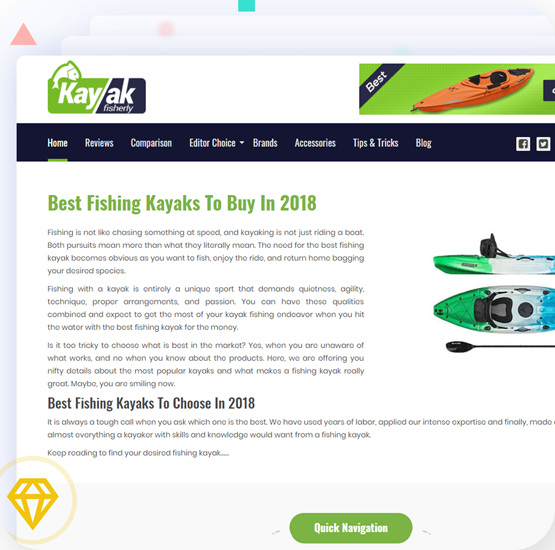 Kayak
fisherly
Best
Home Reviews Comparison Editor Choice Brands Accessories Tips & Tricks Blog
Best Fishing Kayaks To Buy In 2018
Fishing is not like chasing something at speed, and kayaking is not just riding a boat.
Both pursuits mean more than what they literally mean. The need for the best fishing
kayak becomes obvious as you want to fish, enjoy the ride, and return home bagging
your desired species.
Fishing with a kayak is entirely a unique sport that demands quietness, agility,
technique, proper arrangements, and passion. You can have these qualities
combined and expect to get the most of your kayak fishing endeavor when you hit
the water with the best fishing kayak for the money.
Is it too tricky to choose what is best in the market? Yes, when you are unaware of
what works, and no when you know about the products. Here, we are offering you
nifty details about the most popular kayaks and what makes a fishing kayak really
great. Maybe, you are smiling now.
Best Fishing Kayaks To Choose In 2018
It is always a tough call when you ask which one is the best. We have used years of labor, applied our intense expertise and finally, made
almost everything a kayaker with skills and knowledge would want from a fishing kayak.
Keep reading to find your desired fishing kayak.....
Quick Navigation